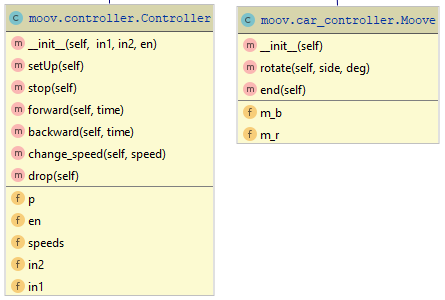 C moov.controller.Controller
m __init__(self, in1, in2, en)
m setUp(self)
m stop(self)
m forward(self, time)
m backward(self, time)
m change_speed(self, speed)
m drop(self)
f p
f en
f speeds
f in2
f in1
C moov.car_controller.Moove
m __init__(self)
m rotate(self, side, deg)
m end(self)
f m_b
f m_r